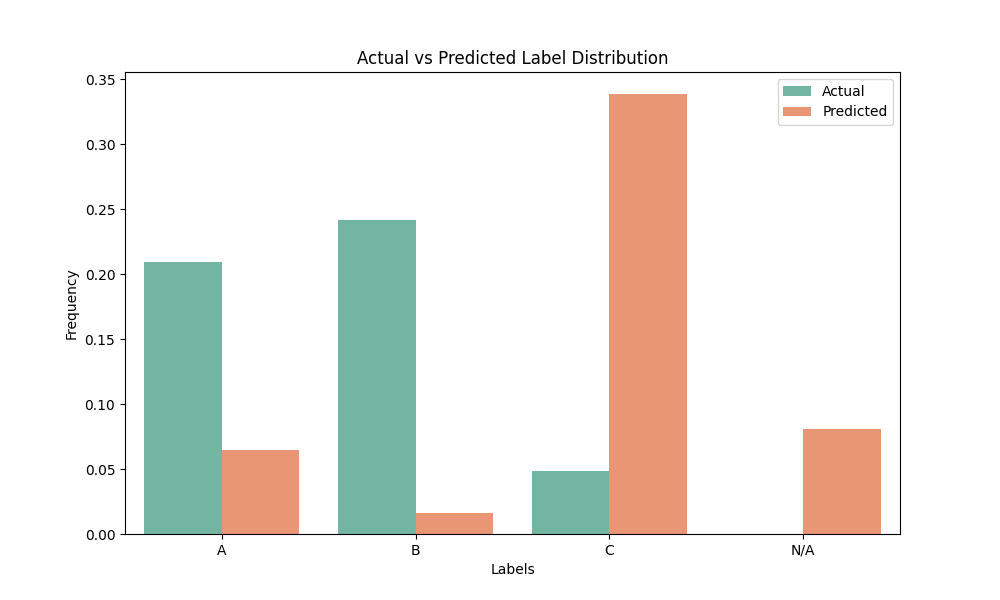 Actual vs Predicted Label Distribution
Actual
Predicted
Frequency
0.35
0.30
0.25
0.20
0.15
0.10
0.05
0.00
A B C N/A
Labels